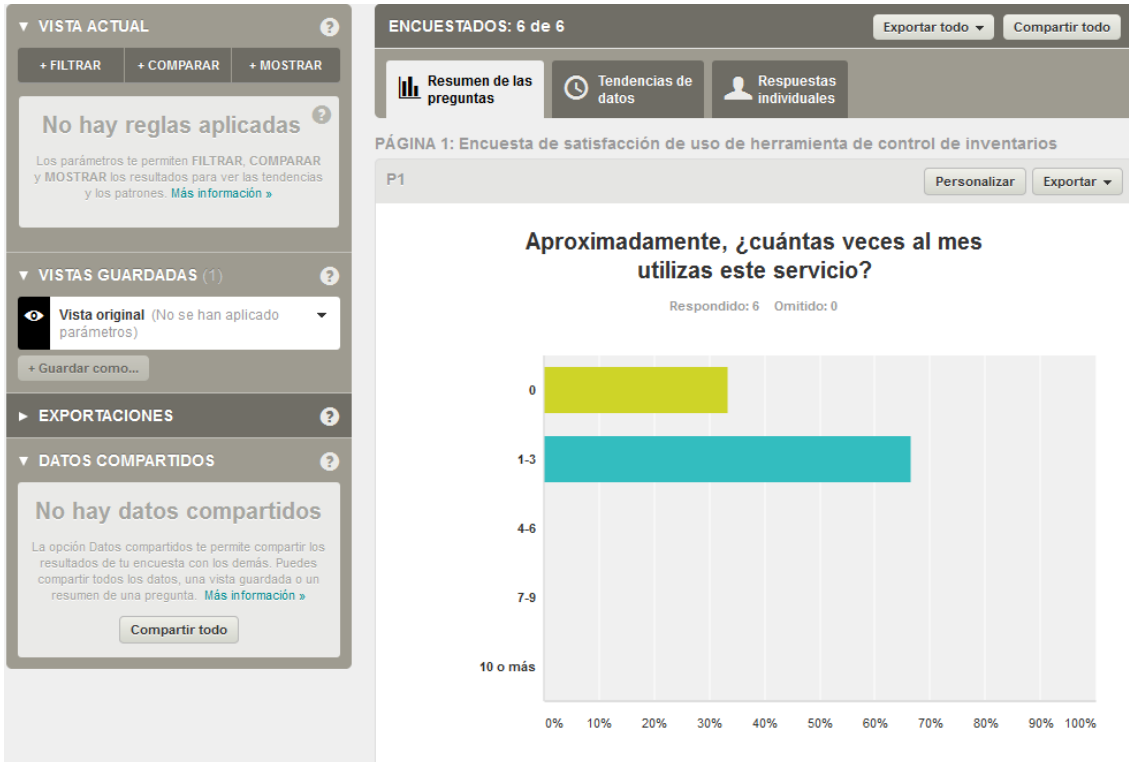 VISTA ACTUAL ?
+ FILTRAR + COMPARAR + MOSTRAR
No hay reglas aplicadas ?
Los parámetros te permiten FILTRAR, COMPARAR
y MOSTRAR los resultados para ver las tendencias
y los patrones. Más información »
VISTAS GUARDADAS (1) ?
Vista original (No se han aplicado
parámetros)
+ Guardar como...
EXPORTACIONES ?
DATOS COMPARTIDOS ?
No hay datos compartidos
La opción Datos compartidos te permite compartir los
resultados de tu encuesta con los demás. Puedes
compartir todos los datos, una vista guardada o un
resumen de una pregunta. Más información »
Compartir todo
ENCUESTADOS: 6 de 6
Exportar todo
Compartir todo
Resumen de las
preguntas
Tendencias de
datos
Respuestas
individuales
PÁGINA 1: Encuesta de satisfacción de uso de herramienta de control de inventarios
P1
Personalizar
Exportar
Aproximadamente, ¿cuántas veces al mes
utilizas este servicio?
Respondido: 6 Omitido: 0
0
1-3
4-6
7-9
10 o más
0% 10% 20% 30% 40% 50% 60% 70% 80% 90% 100%